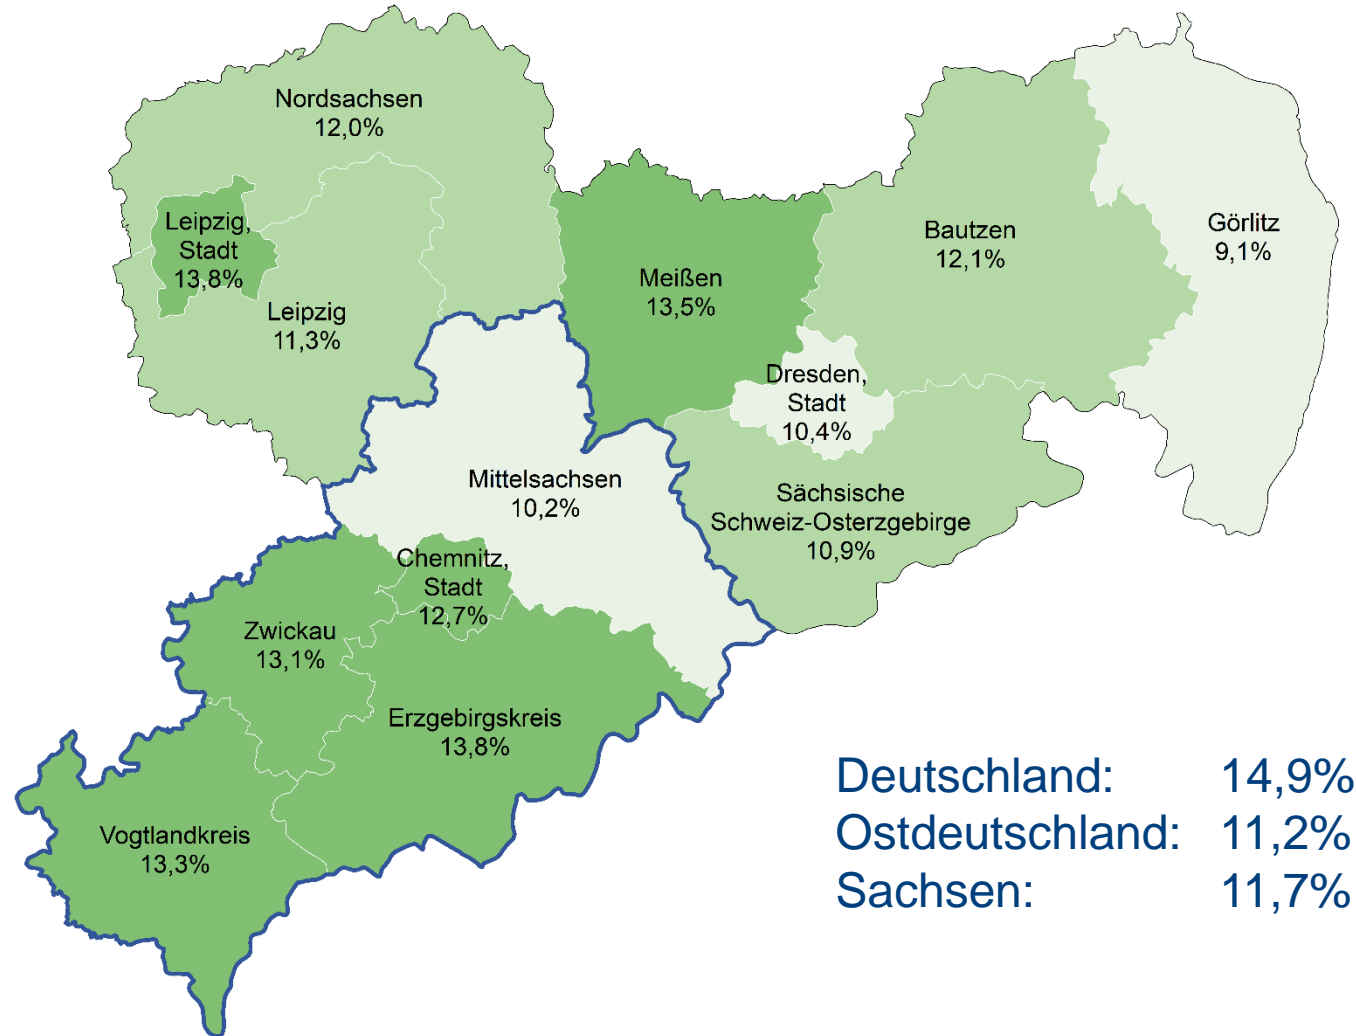 Nordsachsen
12,0%
Leipzig,
Stadt
13,8%
Leipzig
11,3%
Meißen
13,5%
Bautzen
12,1%
Görlitz
9,1%
Dresden,
Stadt
10,4%
Mittelsachsen
10,2%
Sächsische
Schweiz-Osterzgebirge
10,9%
Chemnitz,
Stadt
12,7%
Zwickau
13,1%
Erzgebirgskreis
13,8%
Vogtlandkreis
13,3%
Deutschland: 14,9%
Ostdeutschland: 11,2%
Sachsen: 11,7%